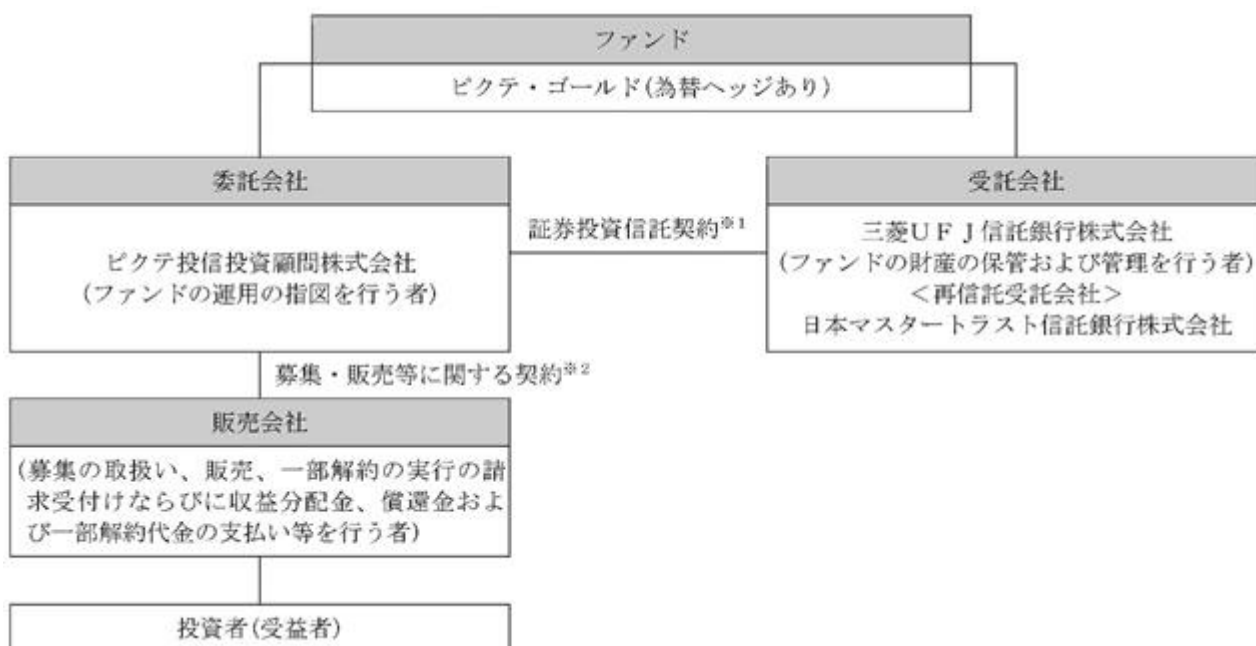 ファンド
ピクテ・ゴールド(為替ヘッジあり)
委託会社
ピクテ投信投資顧問株式会社
(ファンドの運用の指図を行う者)
証券投資信託契約※1
受託会社
三菱UFJ信託銀行株式会社
(ファンドの財産の保管および管理を行う者)
<再信託受託会社>
日本マスタートラスト信託銀行株式会社
募集・販売等に関する契約※2
販売会社
(募集の取扱い、販売、一部解約の実行の請
求受付けならびに収益分配金、償還金およ
び一部解約代金の支払い等を行う者)
投資者(受益者)